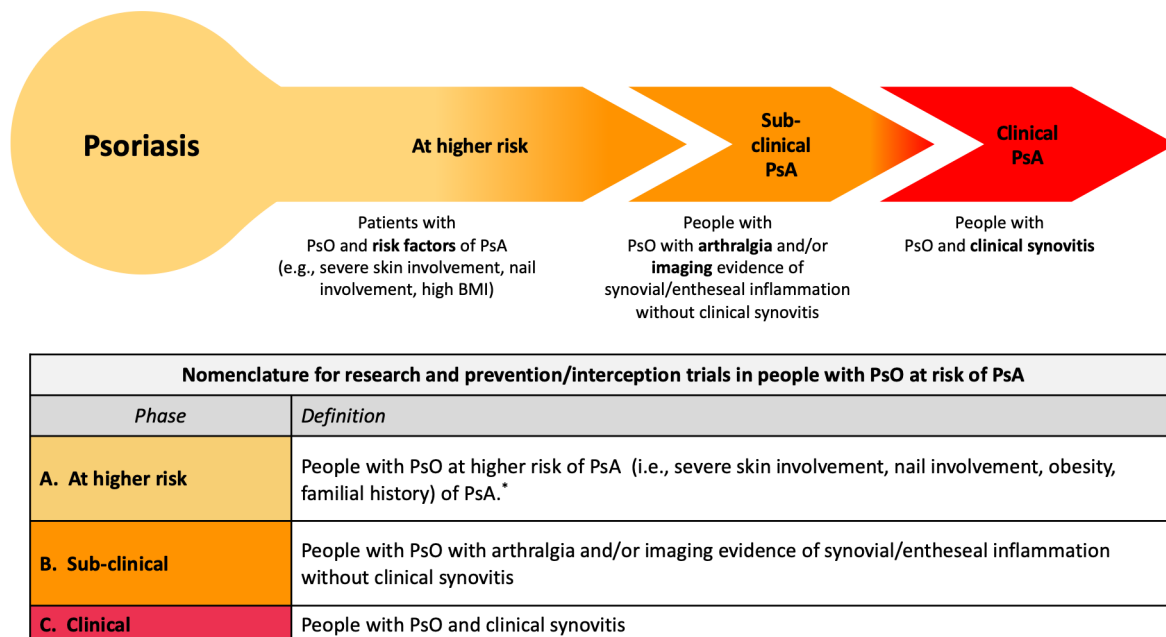 Psoriasis
At higher risk
Sub-
clinical
PsA
Clinical
PsA
Patients with
PsO and risk factors of PsA
(e.g., severe skin involvement, nail
involvement, high BMI)
People with
PsO with arthralgia and/or
imaging evidence of
synovial/entheseal inflammation
without clinical synovitis
People with
PsO and clinical synovitis
Nomenclature for research and prevention/interception trials in people with PsO at risk of PsA
Phase
Definition
A. At higher risk
People with PsO at higher risk of PsA (i.e., severe skin involvement, nail involvement, obesity,
familial history) of PsA.*
B. Sub-clinical
People with PsO with arthralgia and/or imaging evidence of synovial/entheseal inflammation
without clinical synovitis
C. Clinical
People with PsO and clinical synovitis